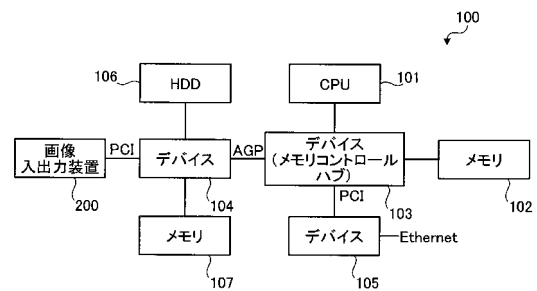 100
106
HDD
CPU
101
画像
入出力装置
PCI
デバイス
AGP
デバイス
(メモリコントロール
ハブ)
メモリ
200
104
PCI
103
102
メモリ
デバイス
Ethernet
107
105